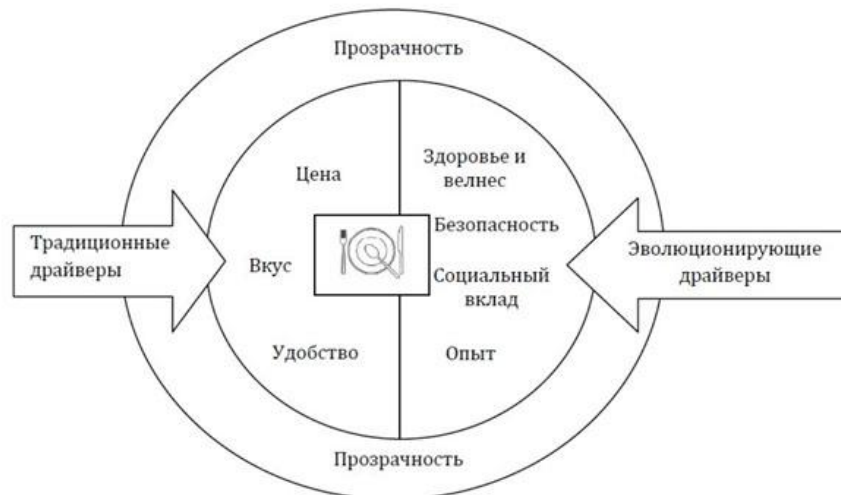 Прозрачность
Цена
Здоровье и
велнес
Традиционные
драйверы
Вкус
Безопасность
Социальный
вклад
Эволюционирующие
драйверы
Удобство
Опыт
Прозрачность